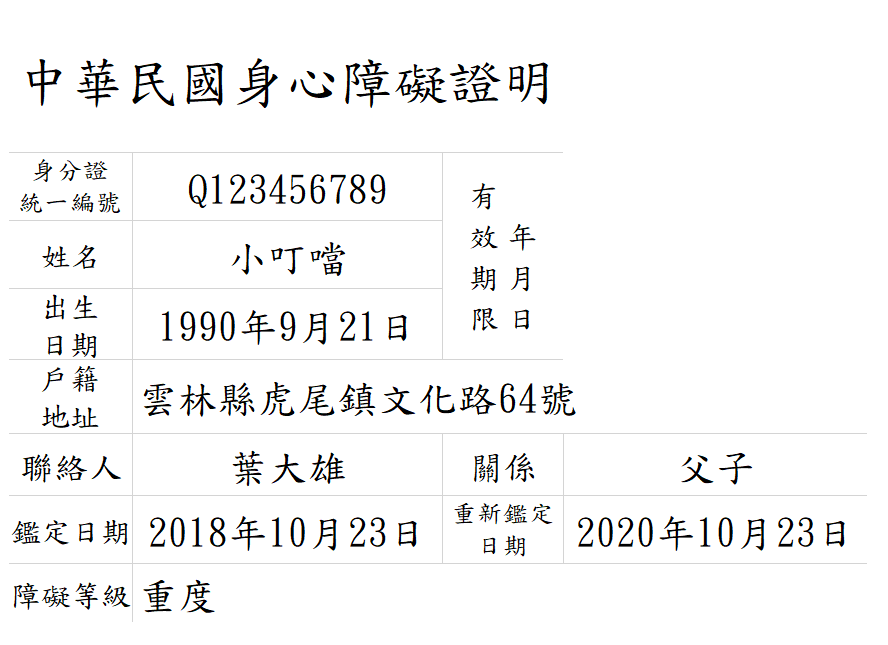 中華民國身心障礙證明
身分證
統一編號
Q123456789
有效期限
年月日
姓名
小叮噹
出生
日期
1990年9月21日
戶籍
地址
雲林縣虎尾鎮文化路64號
聯絡人
葉大雄
關係
父子
鑑定日期
2018年10月23日
重新鑑定
日期
2020年10月23日
障礙等級
重度